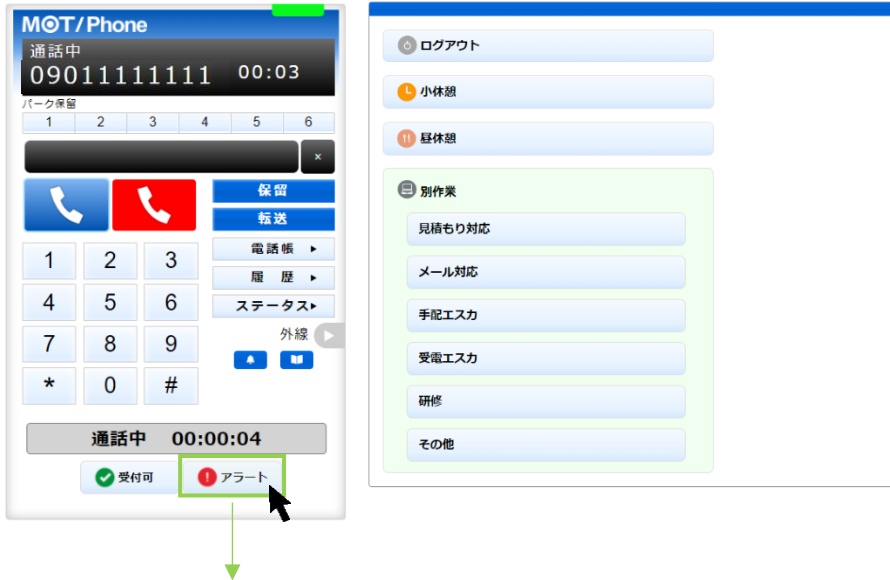 MOT/Phone
通話中
09011111111 00:03
パーク保留
1 2 3 4 5 6
×
保留
転送
電話帳
履 歴
ステータス
外線
1 2 3
4 5 6
7 8 9
* 0 #
通話中 00:00:04
受付可
アラート
ログアウト
小休憩
昼休憩
別作業
見積もり対応
メール対応
手配エスカ
受電エスカ
研修
その他